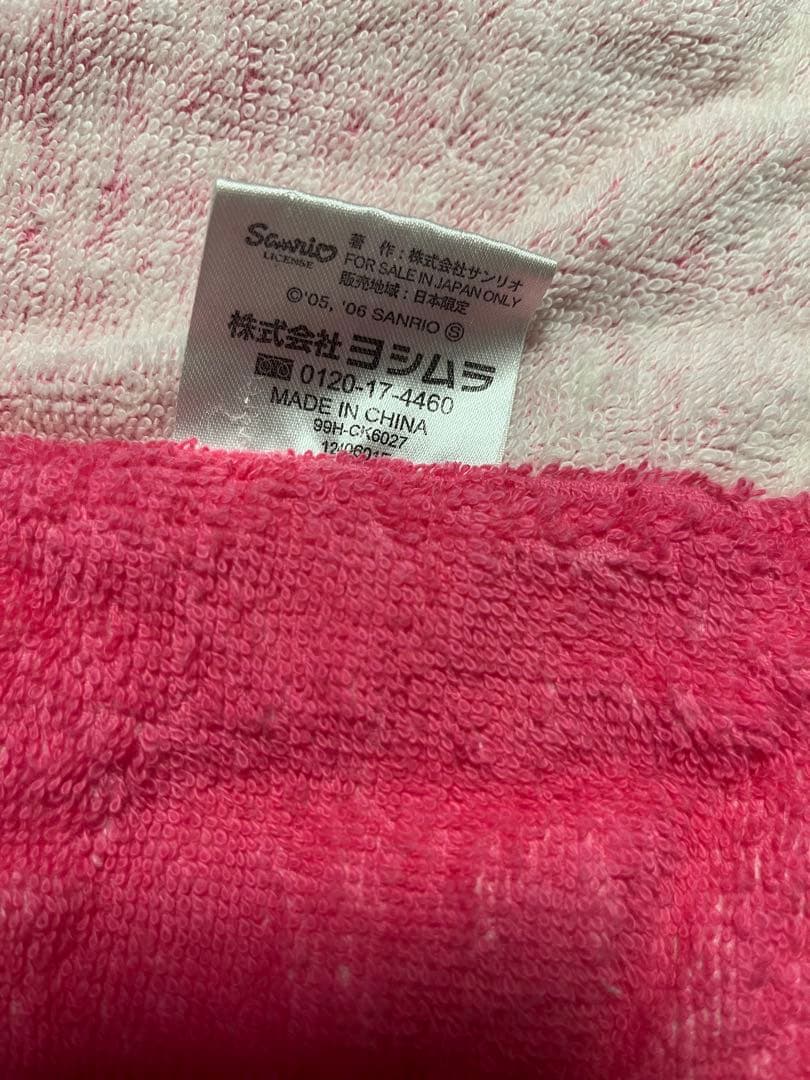 Sanrio
LICENSE
著 作：株式会社サンリオ
FOR SALE IN JAPAN ONLY
販売地域：日本限定
©'05, '06 SANRIO Ⓢ
株式会社 ヨシムラ
0120-17-4460
MADE IN CHINA
99H-CK6027